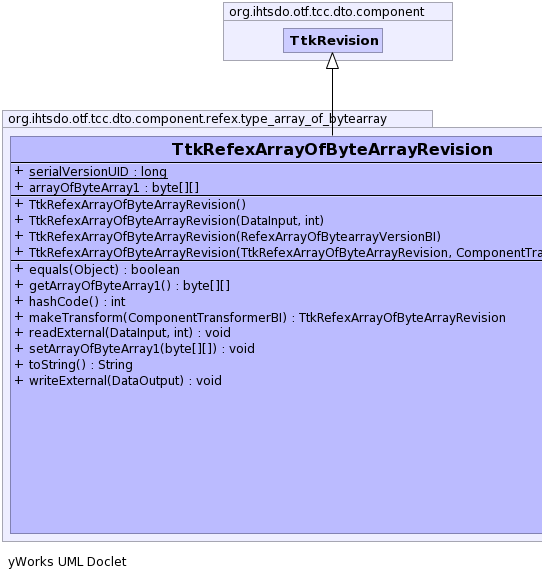 org.ihtsdo.otf.tcc.dto.component
TtkRevision
org.ihtsdo.otf.tcc.dto.component.refex.type_array_of_bytearray
TtkRefexArrayOfByteArrayRevision
+ serialVersionUID : long
+ arrayOfByteArray1 : byte[][]
+ TtkRefexArrayOfByteArrayRevision()
+ TtkRefexArrayOfByteArrayRevision(DataInput, int)
+ TtkRefexArrayOfByteArrayRevision(RefexArrayOfBytearrayVersionBI)
+ TtkRefexArrayOfByteArrayRevision(TtkRefexArrayOfByteArrayRevision, ComponentTra
+ equals(Object) : boolean
+ getArrayOfByteArray1() : byte[][]
+ hashCode() : int
+ makeTransform(ComponentTransformerBI) : TtkRefexArrayOfByteArrayRevision
+ readExternal(DataInput, int) : void
+ setArrayOfByteArray1(byte[][]) : void
+ toString() : String
+ writeExternal(DataOutput) : void
yWorks UML Doclet